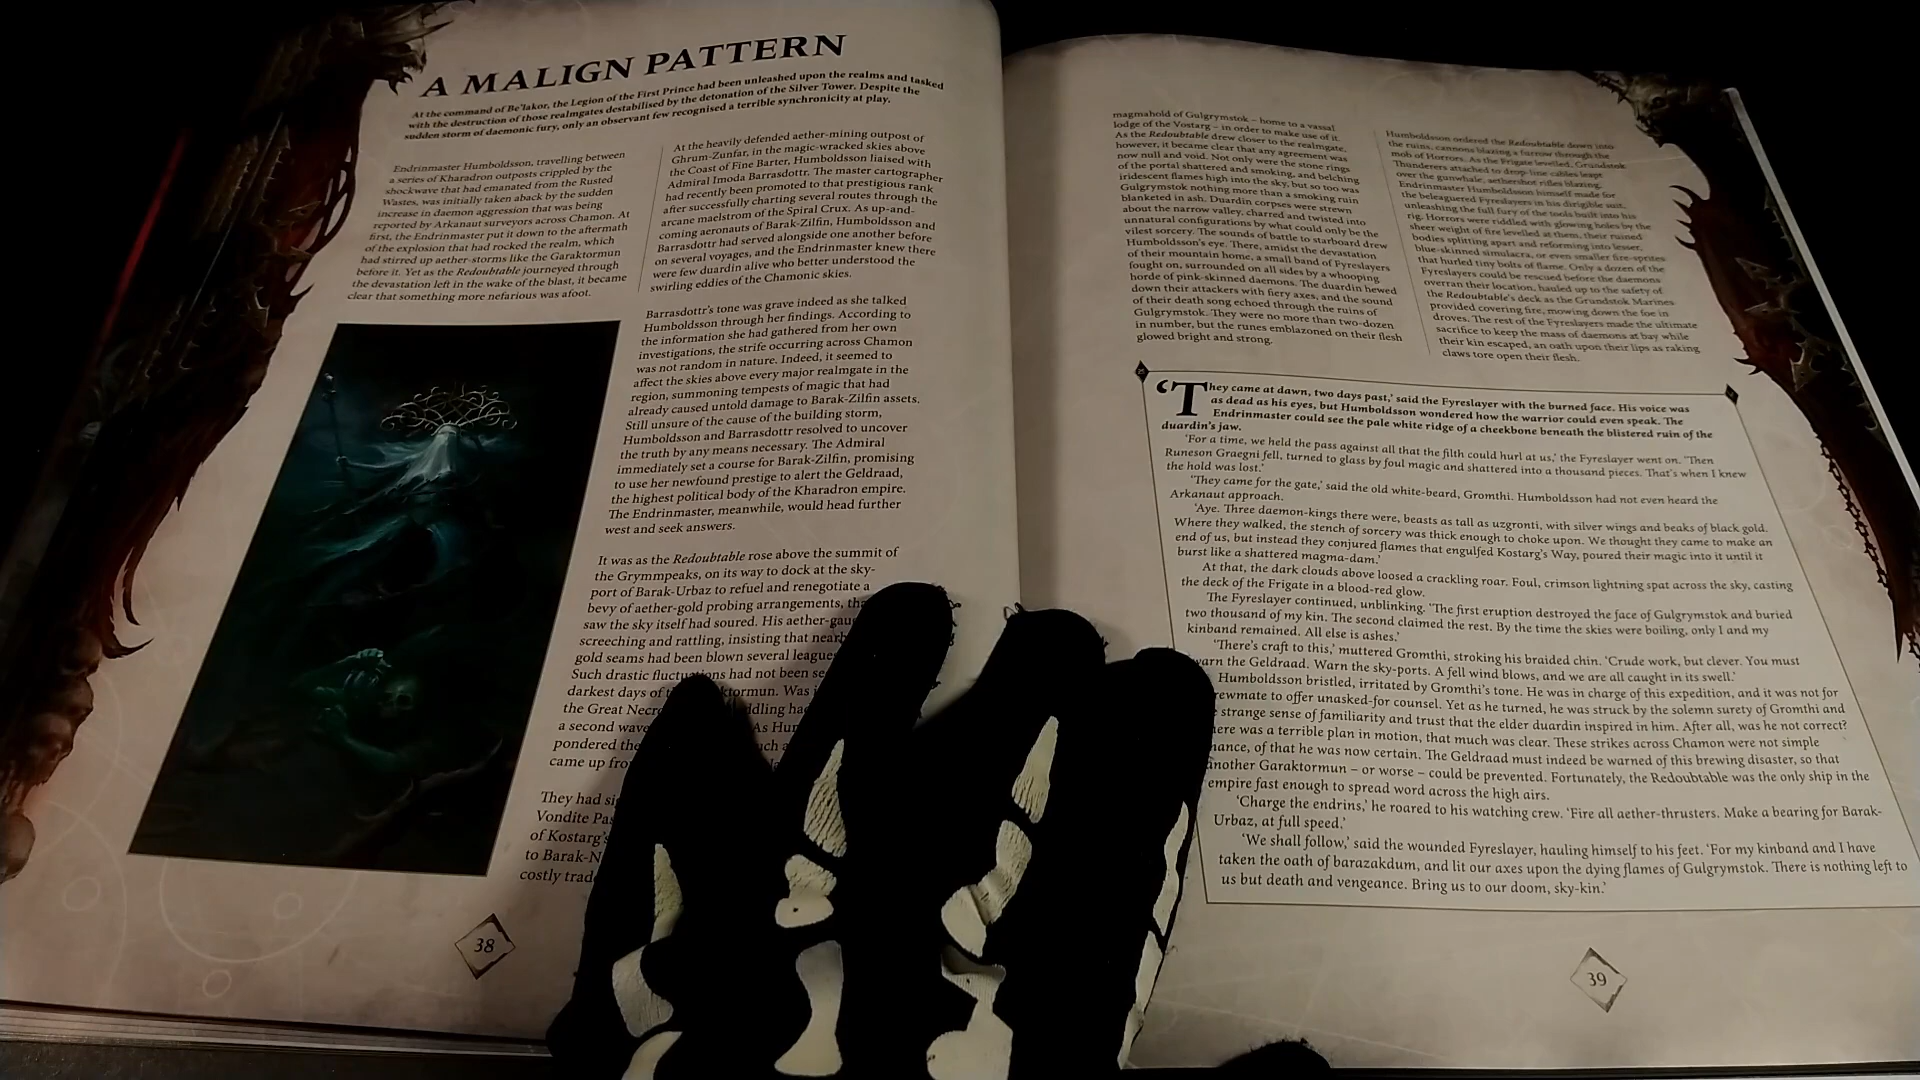 A MALIGN PATTERN
At the command of Be'lakor, the Legion of the First Prince had been unleashed upon the realms and tasked
with the destruction of those realmgates destabilised by the detonation of the Silver Tower. Despite the
sudden storm of daemonic fury, only an observant few recognised a terrible synchronicity at play.
Endrinmaster Humboldsson, travelling between
a series of Kharadron outposts crippled by the
shockwave that had emanated from the Rusted
Wastes, was initially taken aback by the sudden
increase in daemon aggression that was being
reported by Arkanaut surveyors across Chamon. At
first, the Endrinmaster put it down to the aftermath
of the explosion that had rocked the realm, which
had stirred up aether-storms like the Garaktormun
before it. Yet as the Redoubtable journeyed through
the devastation left in the wake of the blast, it became
clear that something more nefarious was afoot.
At the heavily defended aether-mining outpost of
Ghrum-Zunfar, in the magic-wracked skies above
the Coast of Fine Barter, Humboldsson liaised with
Admiral Imoda Barrasdottr. The master cartographer
had recently been promoted to that prestigious rank
after successfully charting several routes through the
arcane maelstrom of the Spiral Crux. As up-and-
coming aeronauts of Barak-Zilfin, Humboldsson and
Barrasdottr had served alongside one another before
on several voyages, and the Endrinmaster knew there
were few duardin alive who better understood the
swirling eddies of the Chamonic skies.
Barrasdottr's tone was grave indeed as she talked
Humboldsson through her findings. According to
the information she had gathered from her own
investigations, the strife occurring across Chamon
was not random in nature. Indeed, it seemed to
affect the skies above every major realmgate in the
region, summoning tempests of magic that had
already caused untold damage to Barak-Zilfin assets.
Still unsure of the cause of the building storm,
Humboldsson and Barrasdottr resolved to uncover
the truth by any means necessary. The Admiral
immediately set a course for Barak-Zilfin, promising
to use her newfound prestige to alert the Geldraad,
the highest political body of the Kharadron empire.
The Endrinmaster, meanwhile, would head further
west and seek answers.
It was as the Redoubtable rose above the summit of
the Grymmpeaks, on its way to dock at the sky-
port of Barak-Urbaz to refuel and renegotiate a
bevy of aether-gold probing arrangements, tha
saw the sky itself had soured. His aether-gau
screeching and rattling, insisting that nearb
gold seams had been blown several league
Such drastic fluctuations had not been se
darkest days of ktormun. Was
the Great Necr ddling had
a second wave As Hum
pondered the uch a
came up fro
They had si
Vondite Pas
of Kostarg's
to Barak-N
costly trad
38
magmahold of Gulgrymstok – home to a vassal
lodge of the Vostarg – in order to make use of it.
As the Redoubtable drew closer to the realmgate,
however, it became clear that any agreement was
now null and void. Not only were the stone rings
of the portal shattered and smoking, and belching
iridescent flames high into the sky, but so too was
Gulgrymstok nothing more than a smoking ruin
blanketed in ash. Duardin corpses were strewn
about the narrow valley, charred and twisted into
unnatural configurations by what could only be the
vilest sorcery. The sounds of battle to starboard drew
Humboldsson's eye. There, amidst the devastation
of their mountain home, a small band of Fyreslayers
fought on, surrounded on all sides by a whooping
horde of pink-skinned daemons. The duardin hewed
down their attackers with fiery axes, and the sound
of their death song echoed through the ruins of
Gulgrymstok. They were no more than two-dozen
in number, but the runes emblazoned on their flesh
glowed bright and strong.
Humboldsson ordered the Redoubtable down into
the ruins, cannons blazing a furrow through the
mob of Horrors. As the Frigate levelled, Grundstok
Thunderers attached to drop-line cables leapt
over the gunwhale, aethershot rifles blazing.
Endrinmaster Humboldsson himself made for
the beleaguered Fyreslayers in his dirigible suit,
unleashing the full fury of the tools built into his
rig. Horrors were riddled with glowing holes by the
sheer weight of fire levelled at them, their ruined
bodies splitting apart and reforming into lesser,
blue-skinned simulacra, or even smaller fire-sprites
that hurled tiny bolts of flame. Only a dozen of the
Fyreslayers could be rescued before the daemons
overran their location, hauled up to the safety of
the Redoubtable's deck as the Grundstok Marines
provided covering fire, mowing down the foe in
droves. The rest of the Fyreslayers made the ultimate
sacrifice to keep the mass of daemons at bay while
their kin escaped, an oath upon their lips as raking
claws tore open their flesh.
'They came at dawn, two days past,' said the Fyreslayer with the burned face. His voice was
as dead as his eyes, but Humboldsson wondered how the warrior could even speak. The
Endrinmaster could see the pale white ridge of a cheekbone beneath the blistered ruin of the
duardin's jaw.
'For a time, we held the pass against all that the filth could hurl at us,' the Fyreslayer went on. 'Then
Runeson Graegni fell, turned to glass by foul magic and shattered into a thousand pieces. That's when I knew
the hold was lost.'
'They came for the gate,' said the old white-beard, Gromthi. Humboldsson had not even heard the
Arkanaut approach.
'Aye. Three daemon-kings there were, beasts as tall as uzgronti, with silver wings and beaks of black gold.
Where they walked, the stench of sorcery was thick enough to choke upon. We thought they came to make an
end of us, but instead they conjured flames that engulfed Kostarg's Way, poured their magic into it until it
burst like a shattered magma-dam.'
At that, the dark clouds above loosed a crackling roar. Foul, crimson lightning spat across the sky, casting
the deck of the Frigate in a blood-red glow.
The Fyreslayer continued, unblinking. 'The first eruption destroyed the face of Gulgrymstok and buried
two thousand of my kin. The second claimed the rest. By the time the skies were boiling, only I and my
kinband remained. All else is ashes.'
'There's craft to this,' muttered Gromthi, stroking his braided chin. 'Crude work, but clever. You must
warn the Geldraad. Warn the sky-ports. A fell wind blows, and we are all caught in its swell.'
Humboldsson bristled, irritated by Gromthi's tone. He was in charge of this expedition, and it was not for
rewmate to offer unasked-for counsel. Yet as he turned, he was struck by the solemn surety of Gromthi and
strange sense of familiarity and trust that the elder duardin inspired in him. After all, was he not correct?
here was a terrible plan in motion, that much was clear. These strikes across Chamon were not simple
hance, of that he was now certain. The Geldraad must indeed be warned of this brewing disaster, so that
another Garaktormun – or worse – could be prevented. Fortunately, the Redoubtable was the only ship in the
empire fast enough to spread word across the high airs.
'Charge the endrins,' he roared to his watching crew. 'Fire all aether-thrusters. Make a bearing for Barak-
Urbaz, at full speed.'
'We shall follow,' said the wounded Fyreslayer, hauling himself to his feet. 'For my kinband and I have
taken the oath of barazakdum, and lit our axes upon the dying flames of Gulgrymstok. There is nothing left to
us but death and vengeance. Bring us to our doom, sky-kin.'
39